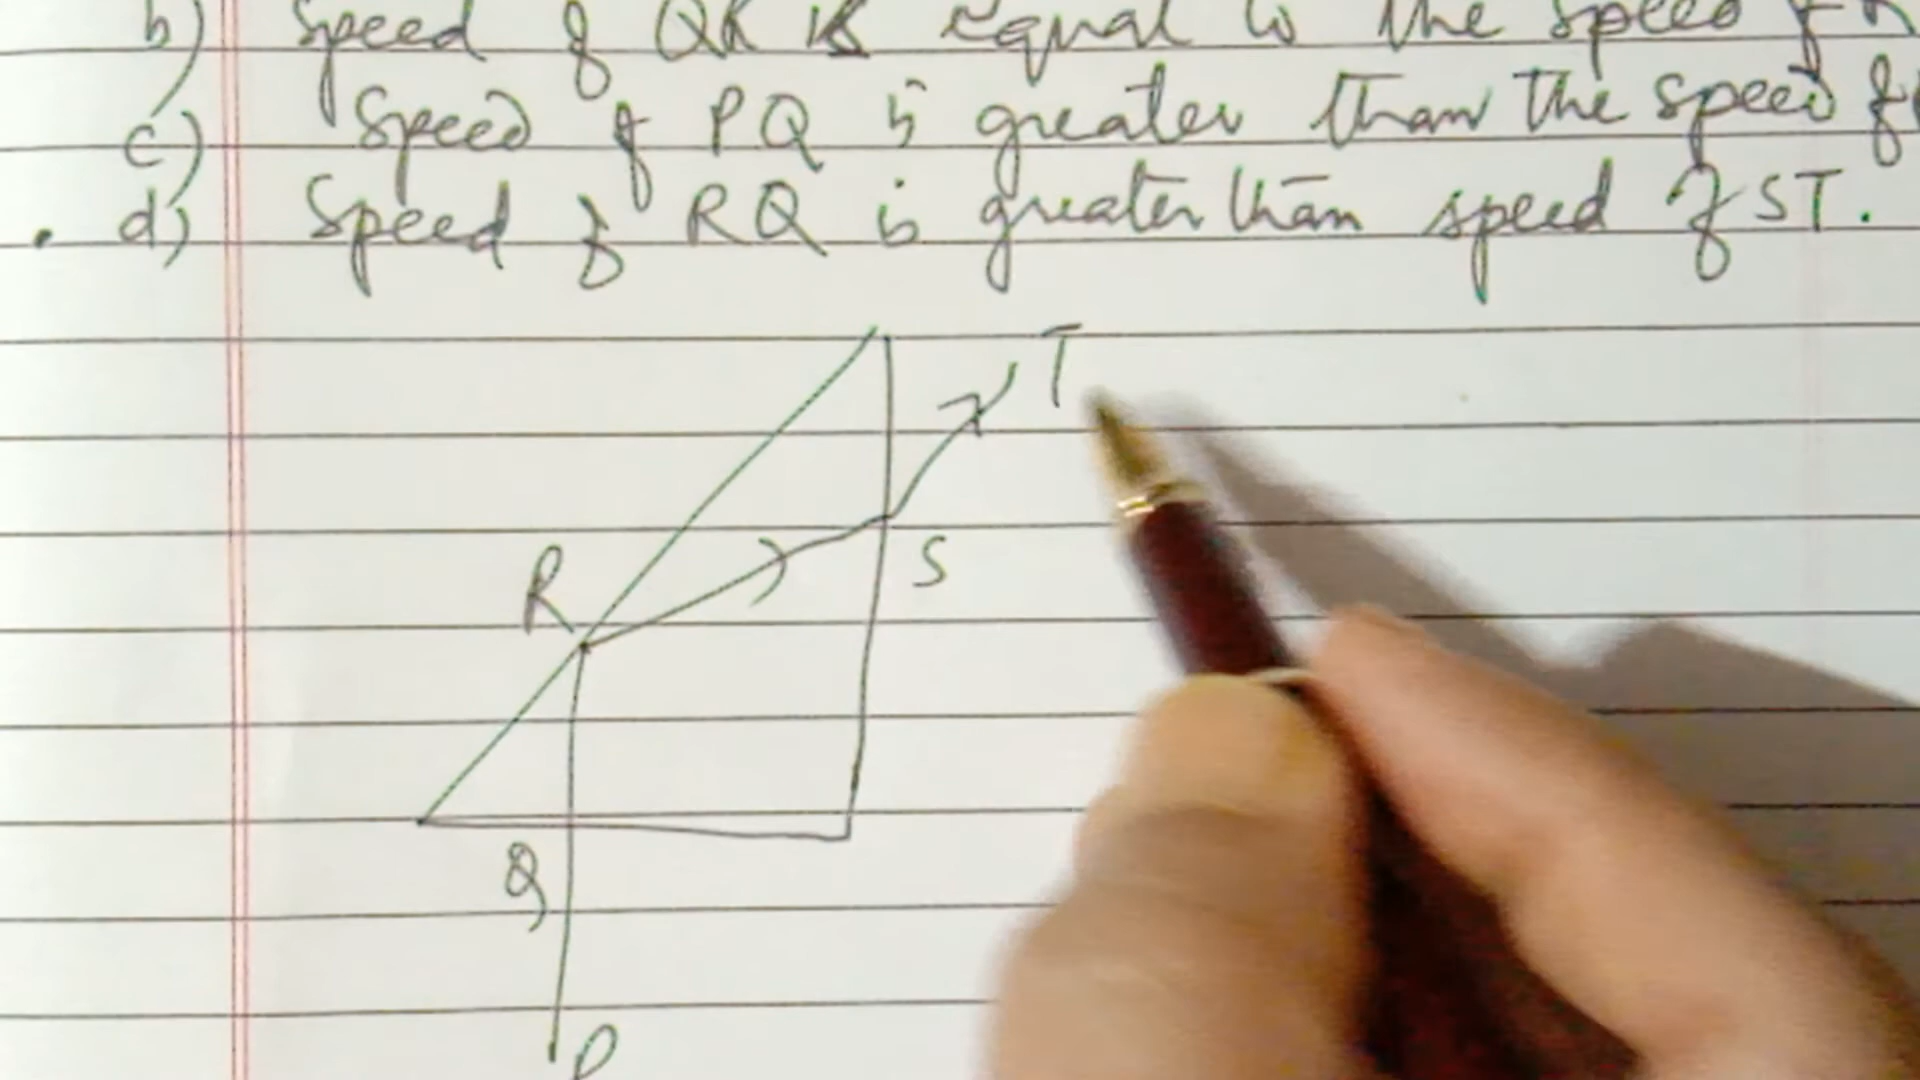 b) Speed of QR is equal to the speed of R
c) Speed of PQ is greater than the speed of
d) Speed of RQ is greater than speed of ST.
T
R
S
Q
P